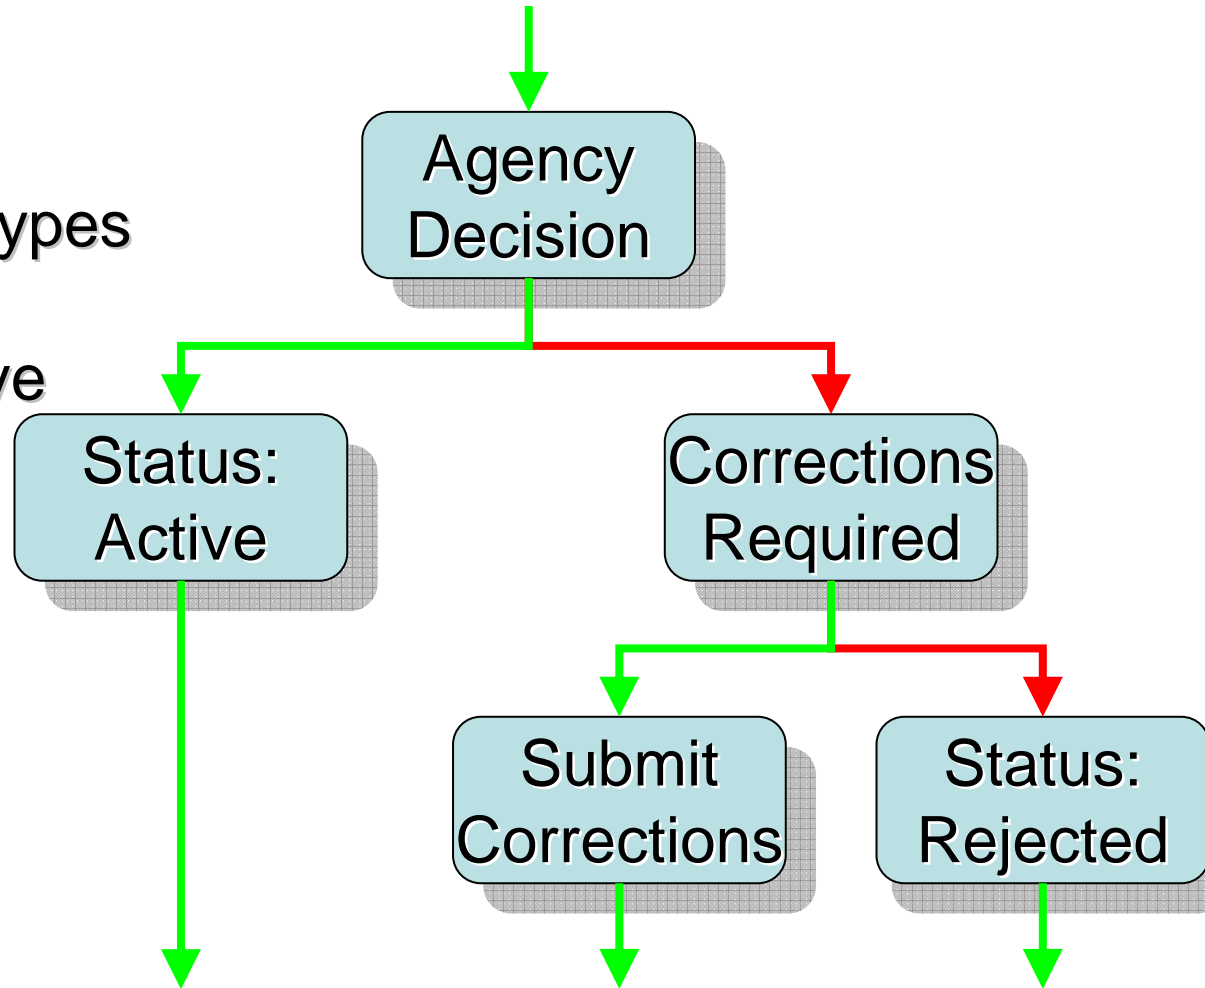 Agency
Decision
ypes
ve
Status:
Active
Corrections
Required
Submit
Corrections
Status:
Rejected